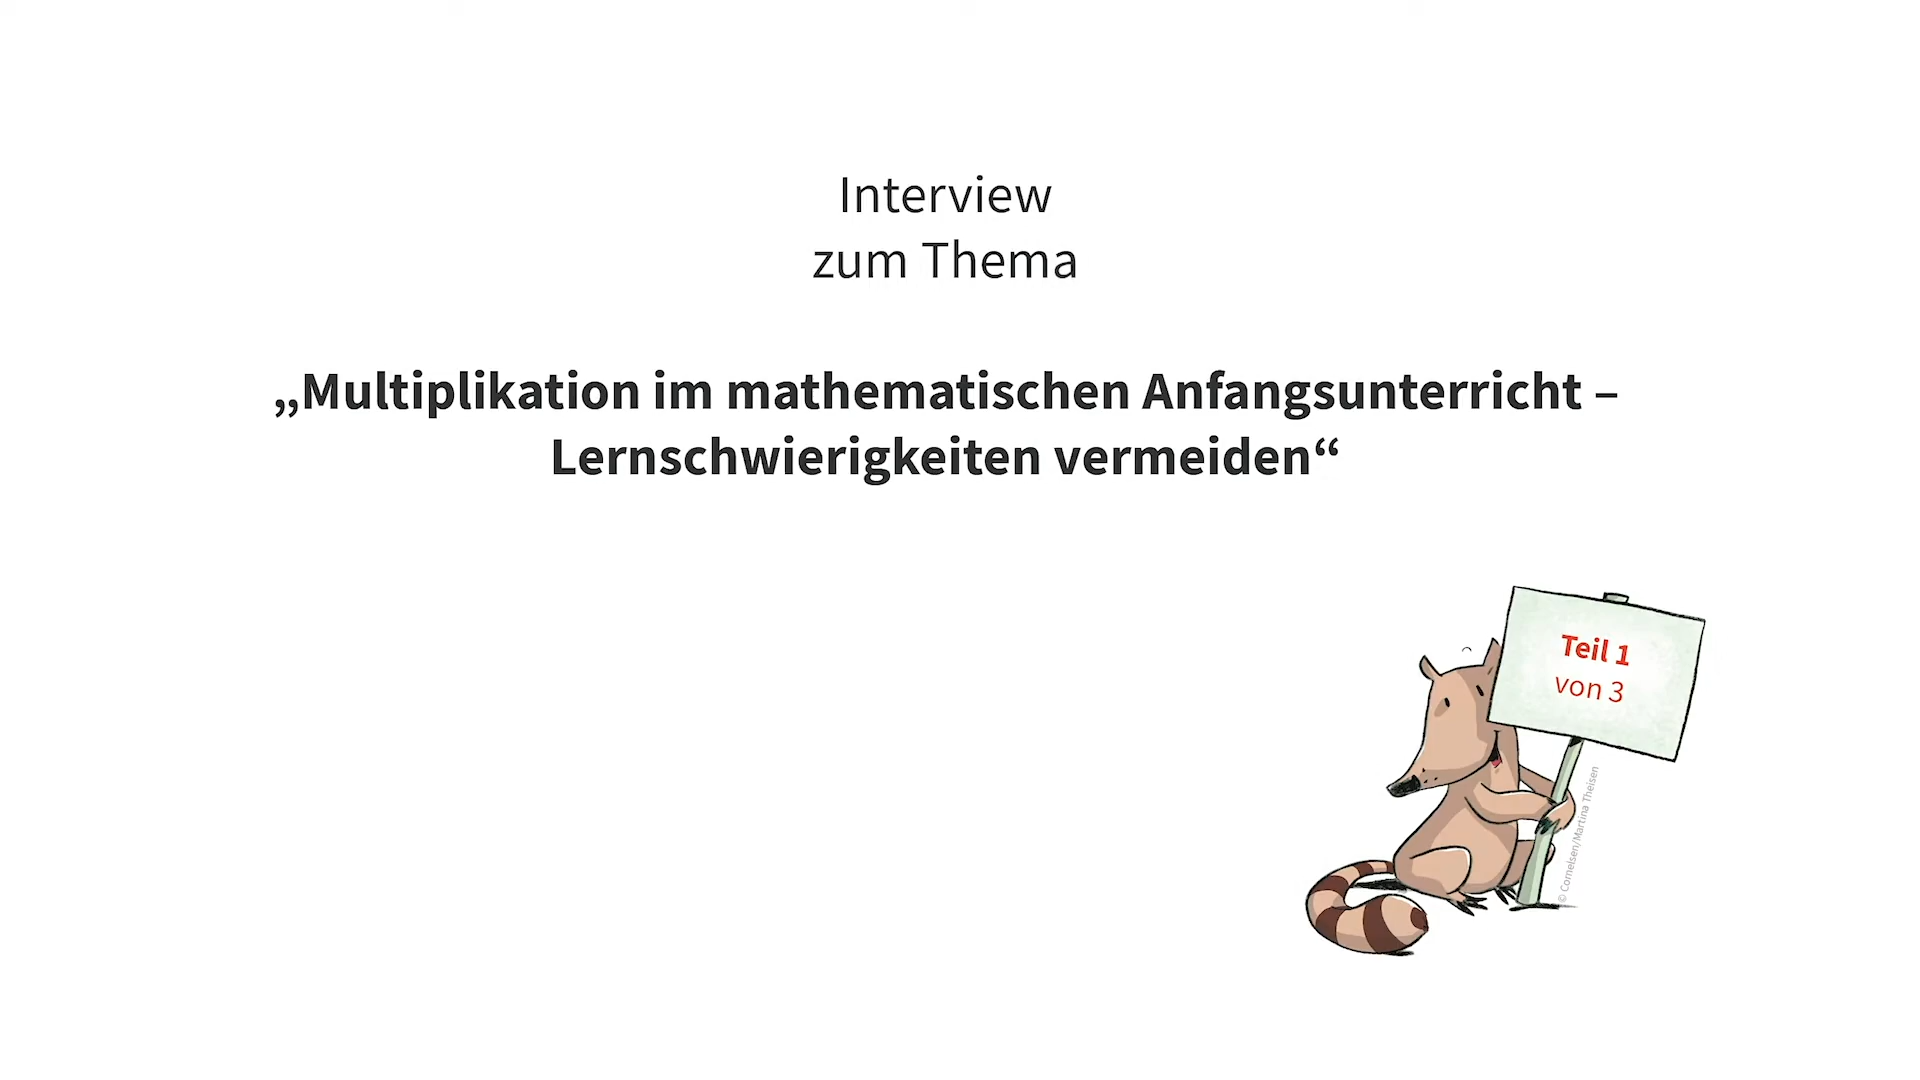 Interview
zum Thema
„Multiplikation im mathematischen Anfangsunterricht –
Lernschwierigkeiten vermeiden“
Teil 1
von 3
© Cornelsen/Martina Theisen